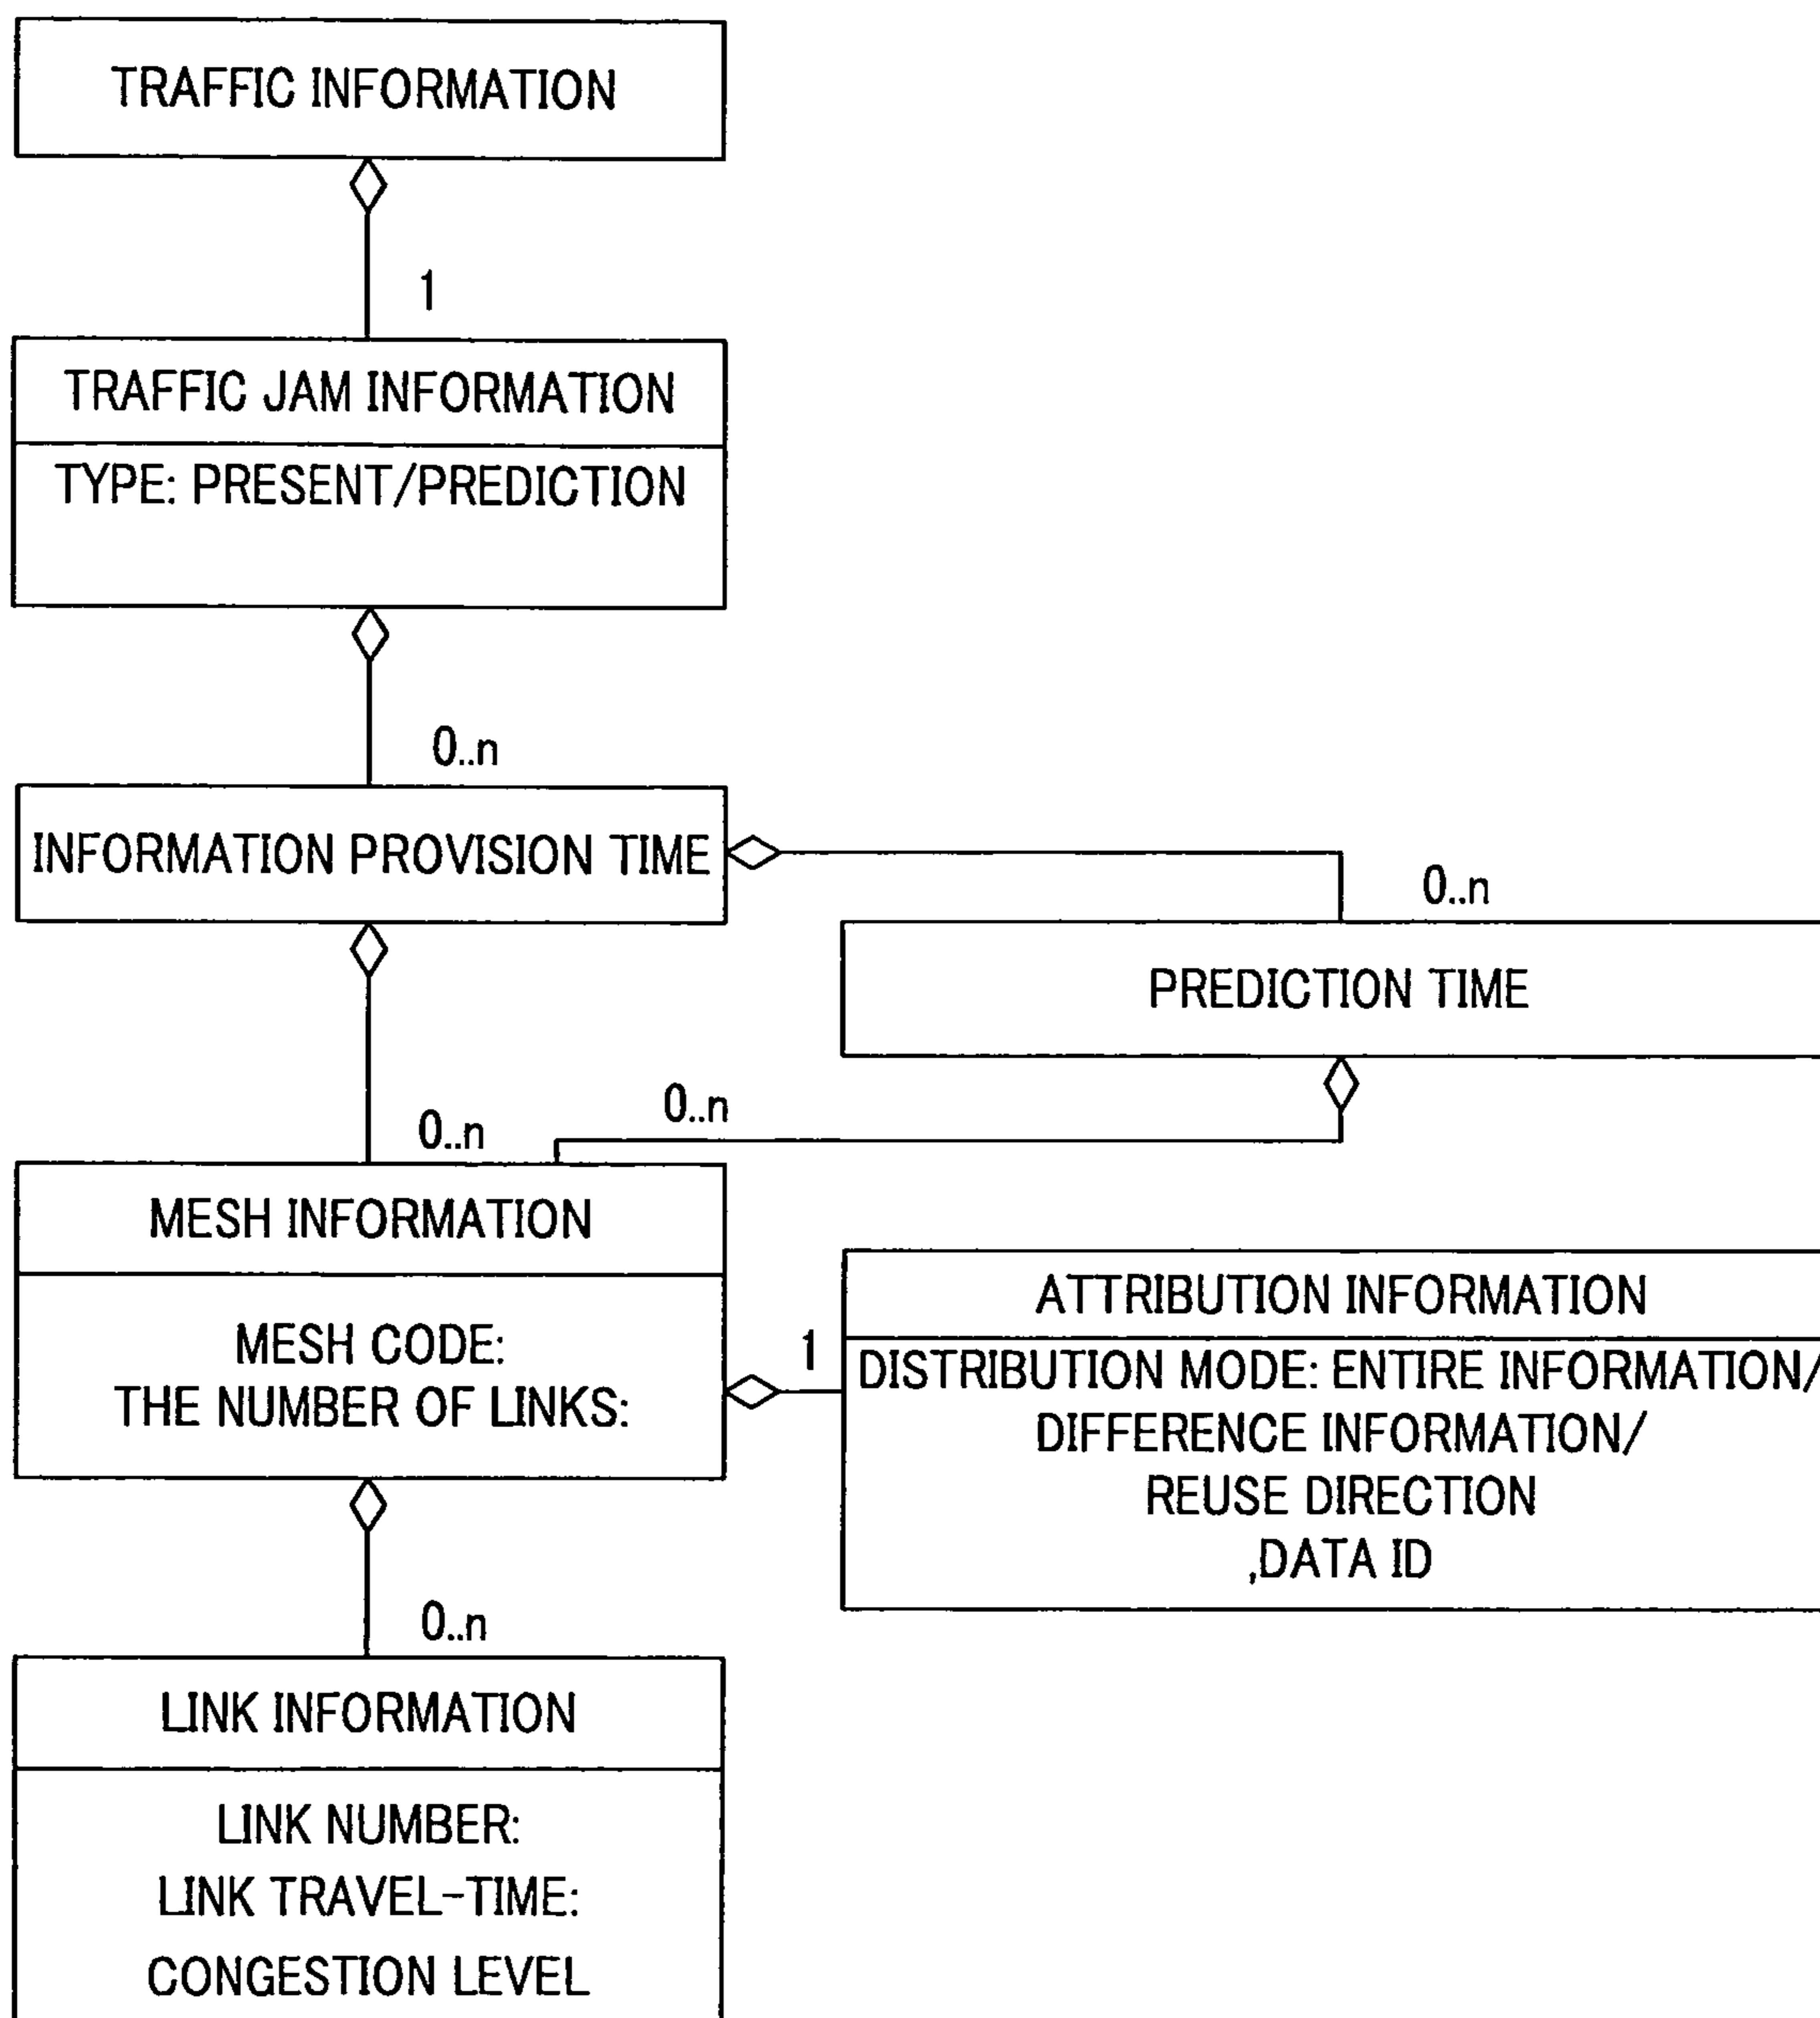 TRAFFIC INFORMATION
1
TRAFFIC JAM INFORMATION
TYPE: PRESENT/PREDICTION
0..n
INFORMATION PROVISION TIME
0..n
PREDICTION TIME
0..n
0..n
MESH INFORMATION
MESH CODE:
THE NUMBER OF LINKS:
1
ATTRIBUTION INFORMATION
DISTRIBUTION MODE: ENTIRE INFORMATION/
DIFFERENCE INFORMATION/
REUSE DIRECTION
,DATA ID
0..n
LINK INFORMATION
LINK NUMBER:
LINK TRAVEL-TIME:
CONGESTION LEVEL